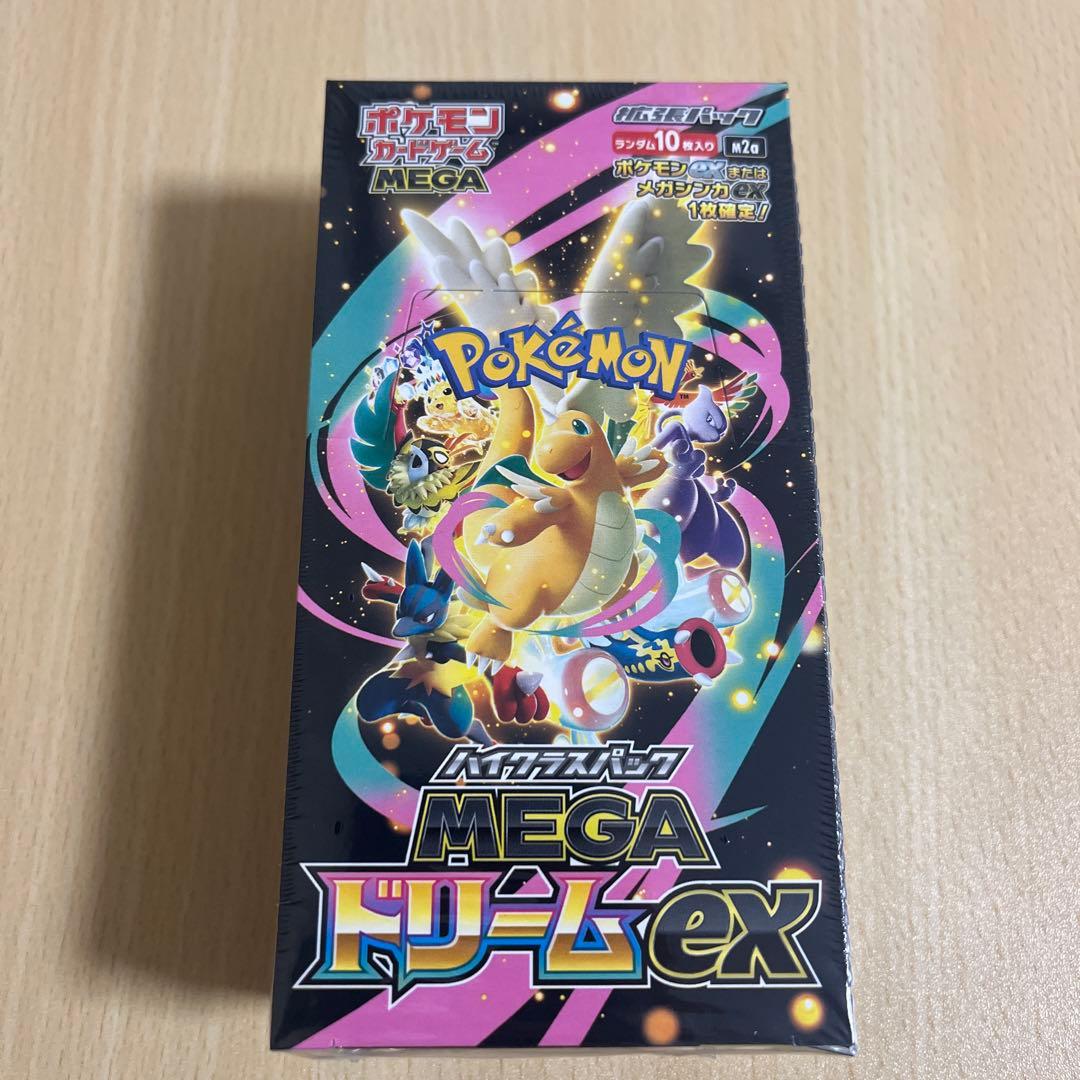 ポケモン
カードゲーム
MEGA
拡張パック
ランダム10枚入り M2a
ポケモンexまたは
メガシンカex
1枚確定!
POKéMON
TM
ハイクラスパック
MEGA
ドリームex